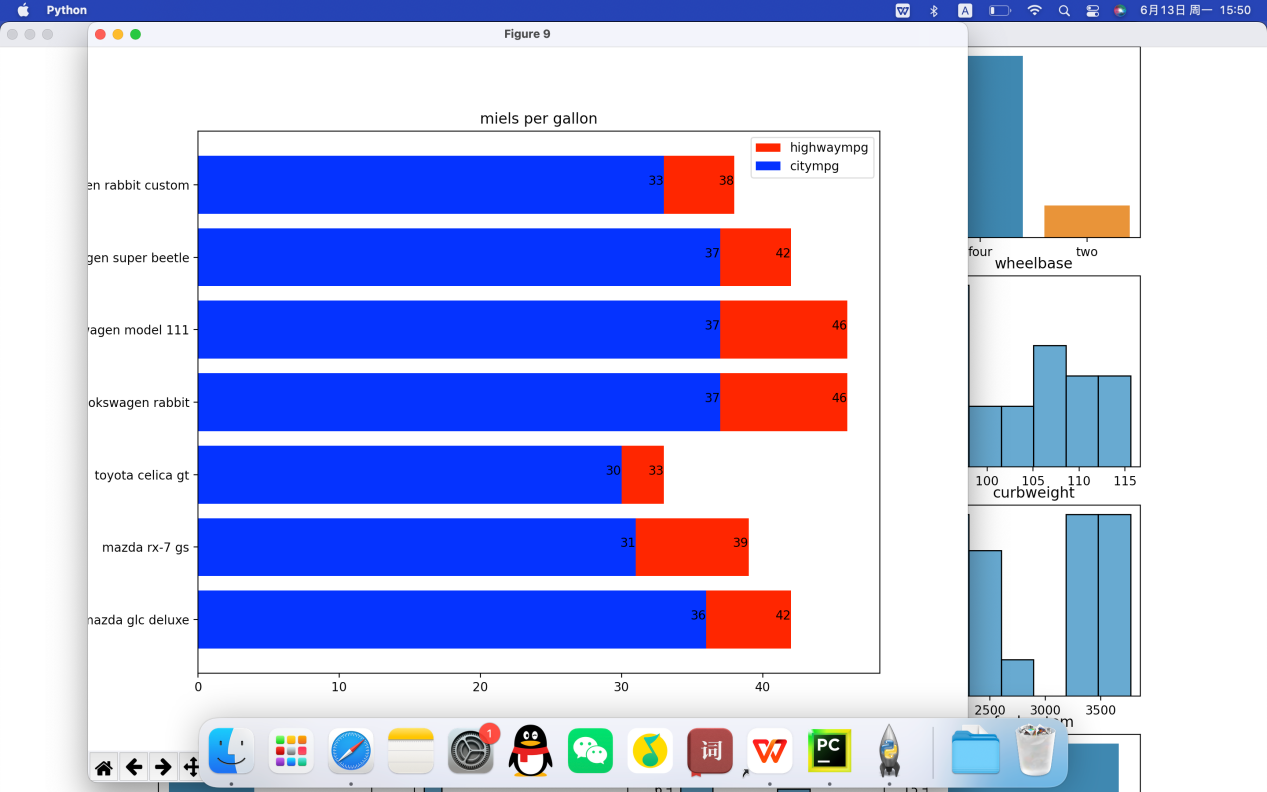 Python
A
6月13日 周一 15:50
Figure 9
miels per gallon
highwaympg
citympg
en rabbit custom
33
38
gen super beetle
37
42
wagen model 111
37
46
okswagen rabbit
37
46
toyota celica gt
30
33
mazda rx-7 gs
31
39
mazda glc deluxe
36
42
0 10 20 30 40
four two
wheelbase
100 105 110 115
curbweight
2500 3000 3500
1
词
PC